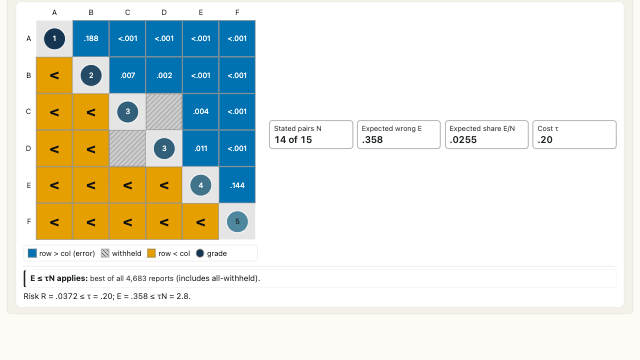 A B C D E F
A 1 .188 <.001 <.001 <.001 <.001
B < 2 .007 .002 <.001 <.001
C < < 3 .004 <.001
D < < 3 .011 <.001
E < < < < 4 .144
F < < < < < 5
Stated pairs N
14 of 15
Expected wrong E
.358
Expected share E/N
.0255
Cost τ
.20
row > col (error) withheld row < col grade
E ≤ τN applies: best of all 4,683 reports (includes all-withheld).
Risk R = .0372 ≤ τ = .20; E = .358 ≤ τN = 2.8.